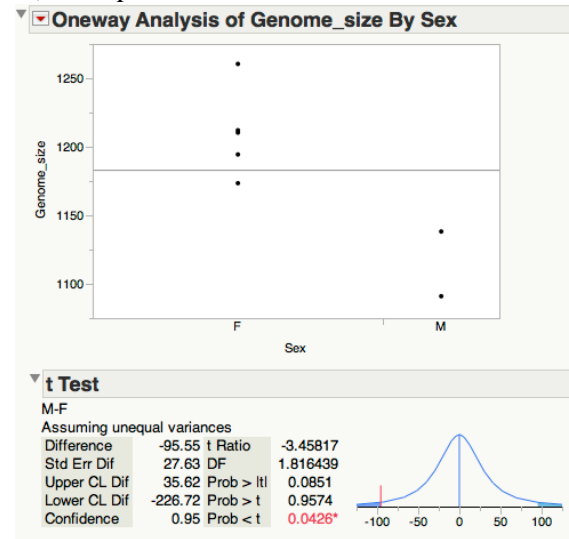 Oneway Analysis of Genome_size By Sex
1250
1200
1150
1100
Genome_size
F M
Sex
t Test
M-F
Assuming unequal variances
Difference -95.55 t Ratio -3.45817
Std Err Dif 27.63 DF 1.816439
Upper CL Dif 35.62 Prob > |t| 0.0851
Lower CL Dif -226.72 Prob > t 0.9574
Confidence 0.95 Prob < t 0.0426*
-100 -50 0 50 100